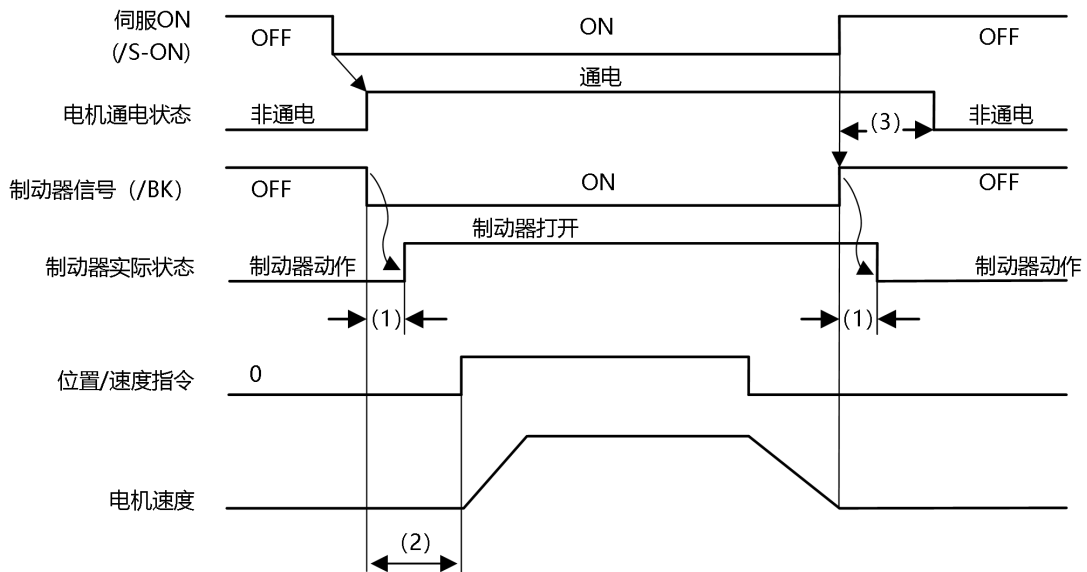 伺服ON
(/S-ON)
OFF
ON
OFF
电机通电状态
非通电
通电
(3)
非通电
制动器信号（/BK）
OFF
ON
OFF
制动器实际状态
制动器动作
制动器打开
制动器动作
(1)
(1)
位置/速度指令
0
电机速度
(2)